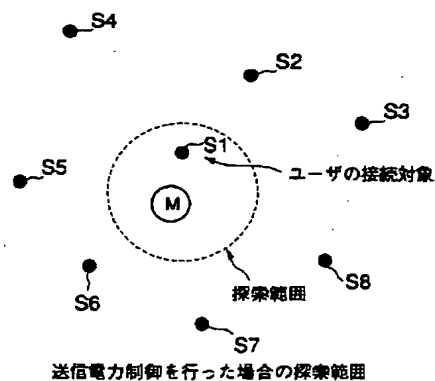 S4
S2
S3
S1
S5
ユーザの接続対象
M
S6
探索範囲
S8
S7
送信電力制御を行った場合の探索範囲